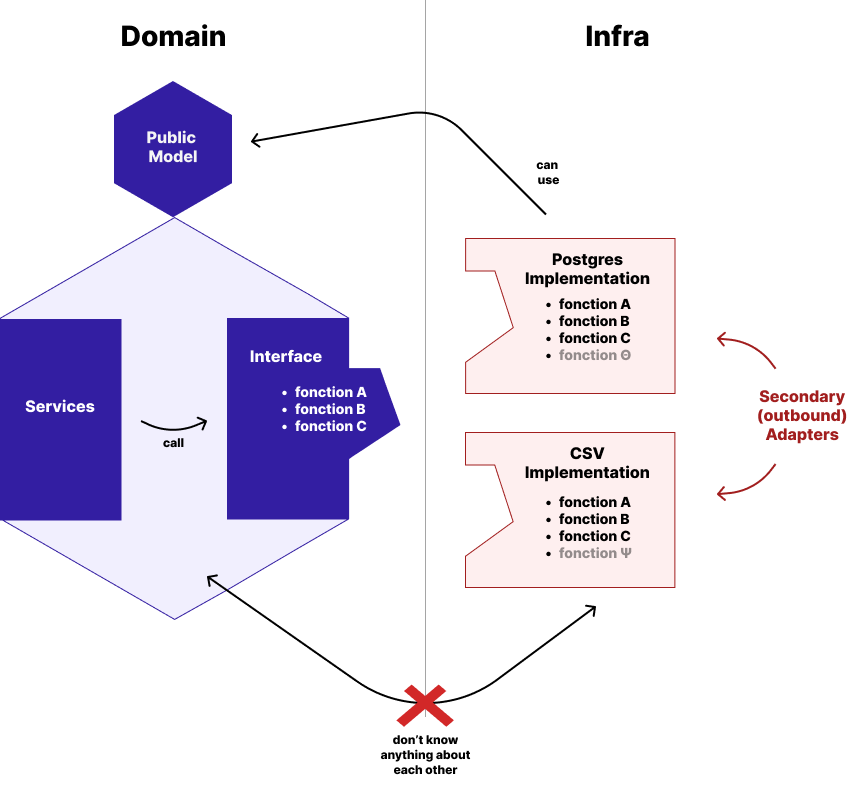 Domain
Infra
Public
Model
can
use
Services
call
Interface
• fonction A
• fonction B
• fonction C
Postgres
Implementation
• fonction A
• fonction B
• fonction C
• fonction Θ
CSV
Implementation
• fonction A
• fonction B
• fonction C
• fonction Ψ
Secondary
(outbound)
Adapters
don't know
anything about
each other